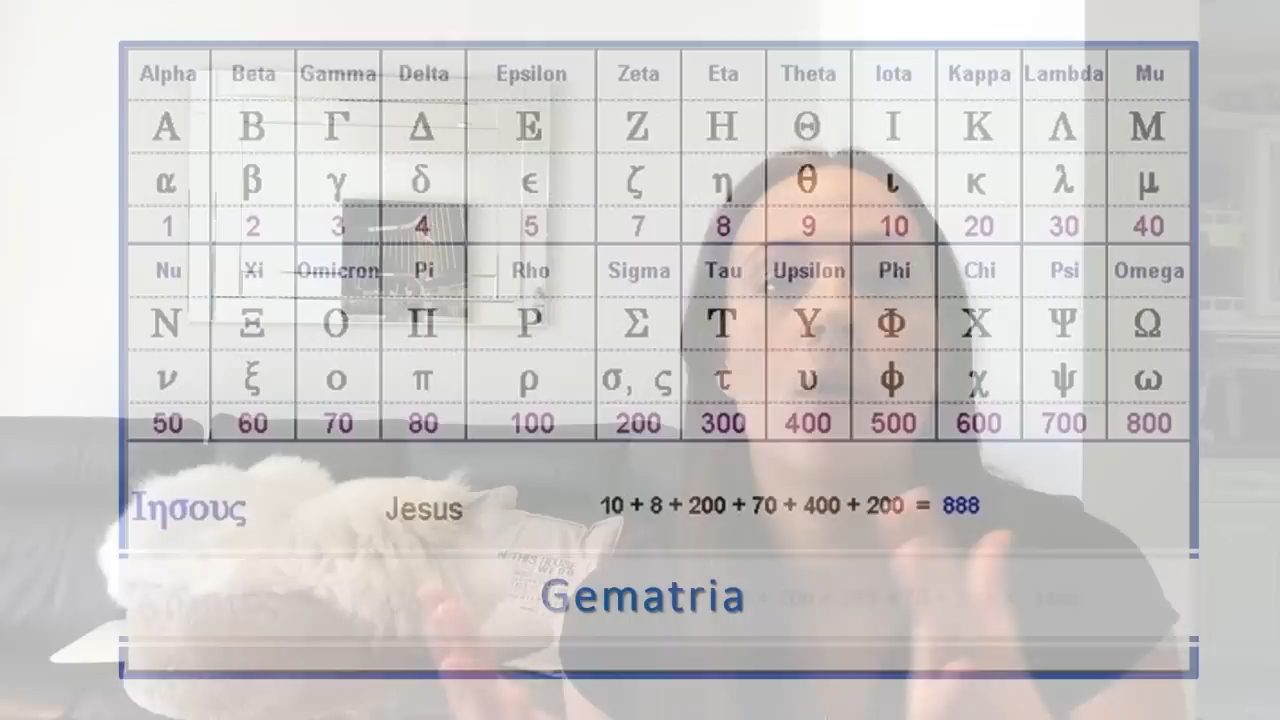 Alpha Beta Gamma Delta Epsilon Zeta Eta Theta Iota Kappa Lambda Mu
Α Β Γ Δ Ε Ζ Η Θ Ι Κ Λ Μ
α β γ δ ϵ ζ η θ ι κ λ μ
1 2 3 4 5 7 8 9 10 20 30 40
Nu Xi Omicron Pi Rho Sigma Tau Upsilon Phi Chi Psi Omega
Ν Ξ Ο Π Ρ Σ Τ Υ Φ Χ Ψ Ω
ν ξ ο π ρ σ, ς τ υ ϕ χ ψ ω
50 60 70 80 100 200 300 400 500 600 700 800
Ιησους Jesus 10 + 8 + 200 + 70 + 400 + 200 = 888
Gematria